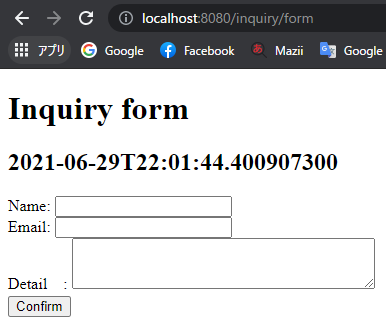 localhost:8080/inquiry/form
アプリ Google Facebook Mazii Google
Inquiry form
2021-06-29T22:01:44.400907300
Name:
Email:
Detail :
Confirm